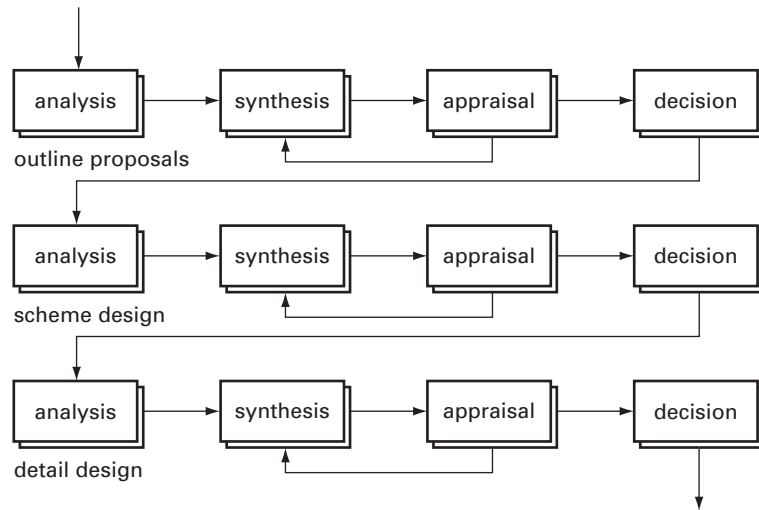 analysis synthesis appraisal decision
outline proposals
analysis synthesis appraisal decision
scheme design
analysis synthesis appraisal decision
detail design